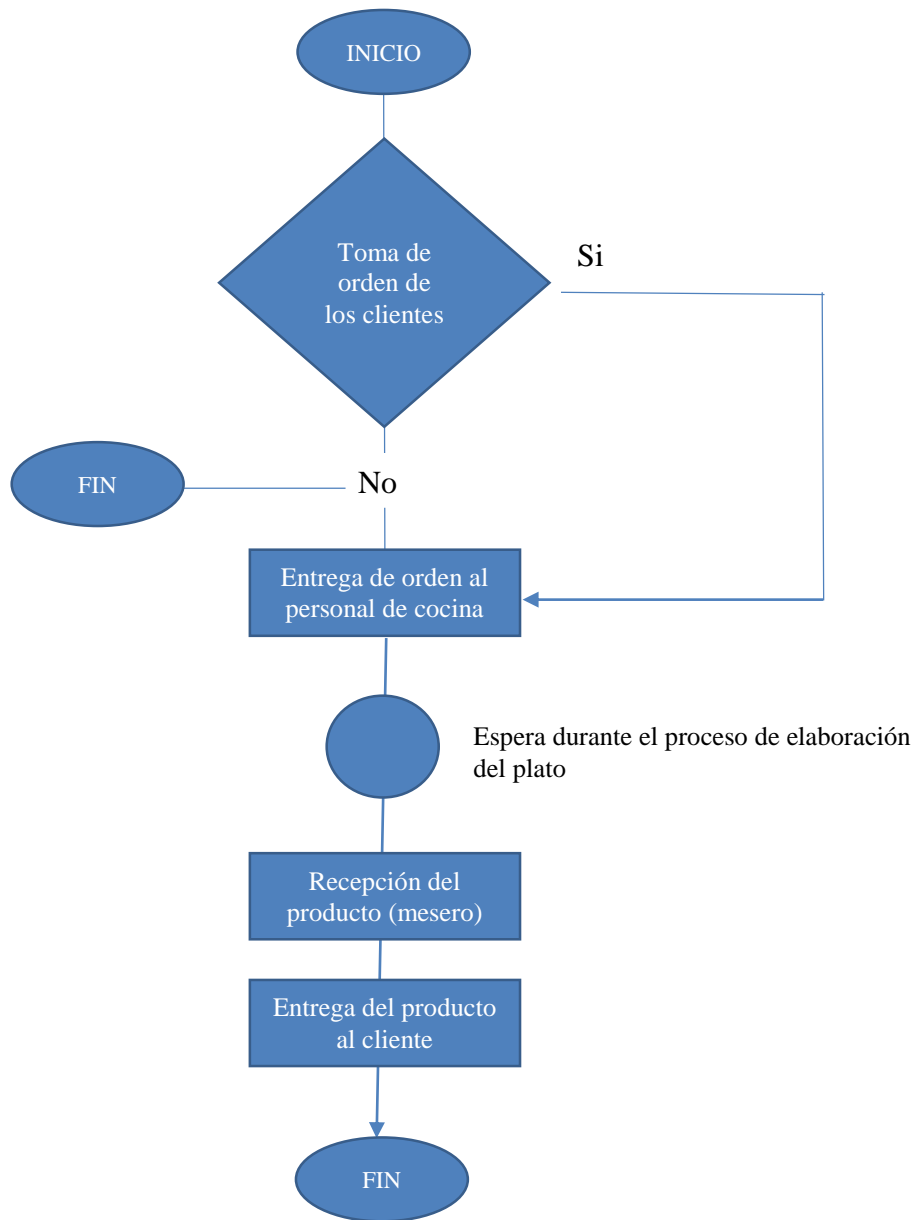 INICIO
Toma de
orden de
los clientes
Si
No
FIN
Entrega de orden al
personal de cocina
Espera durante el proceso de elaboración
del plato
Recepción del
producto (mesero)
Entrega del producto
al cliente
FIN